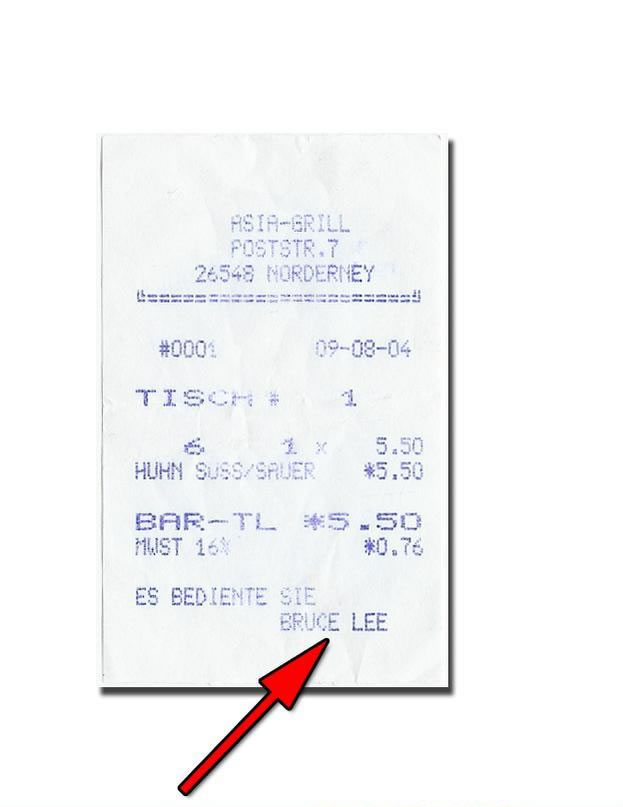 ASIA-GRILL
POSTSTR.7
26548 NORDERNEY
#0001 09-08-04
TISCH # 1
6 1 x 5.50
HUHN SUSS/SAUER *5.50
BAR-TL *5.50
MWST 16% *0.76
ES BEDIENTE SIE
BRUCE LEE